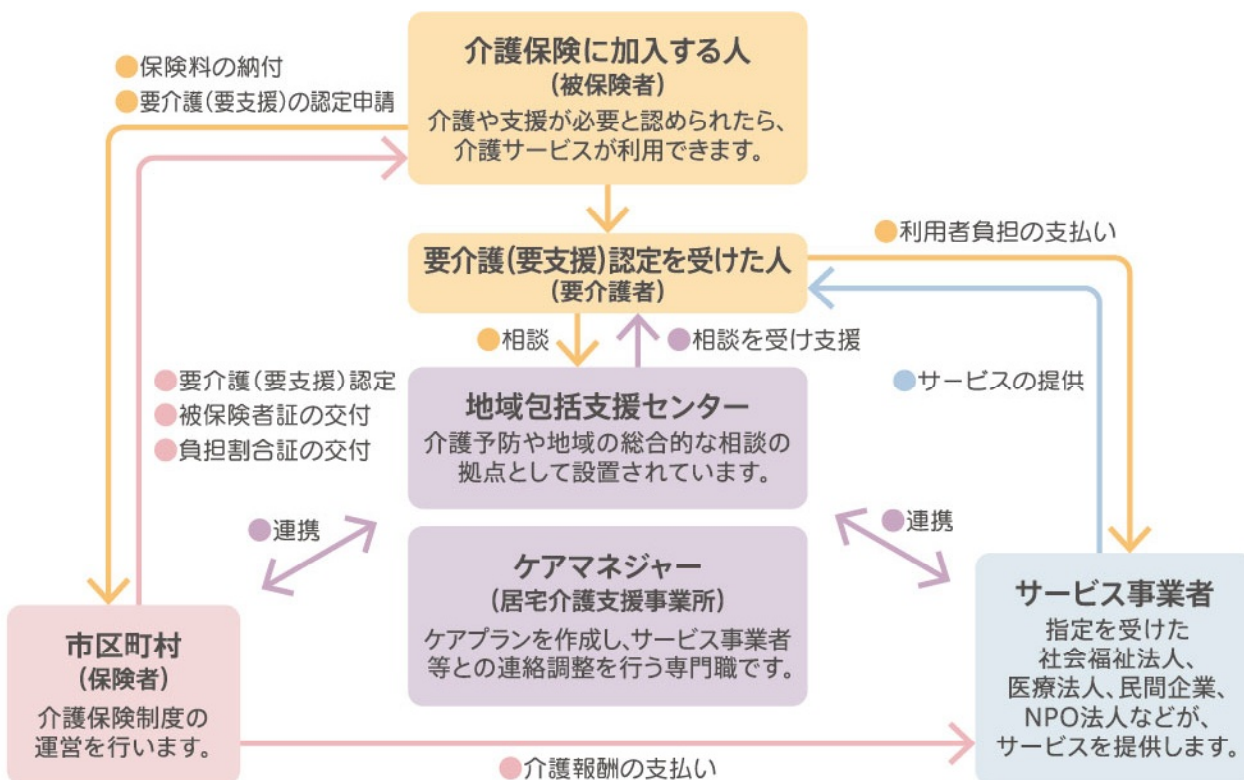 介護保険に加入する人
(被保険者)
介護や支援が必要と認められたら、
介護サービスが利用できます。
●保険料の納付
●要介護(要支援)の認定申請
要介護(要支援)認定を受けた人
(要介護者)
●利用者負担の支払い
●相談
●相談を受け支援
●サービスの提供
●要介護(要支援)認定
●被保険者証の交付
●負担割合証の交付
地域包括支援センター
介護予防や地域の総合的な相談の
拠点として設置されています。
●連携
●連携
ケアマネジャー
(居宅介護支援事業所)
ケアプランを作成し、サービス事業者
等との連絡調整を行う専門職です。
市区町村
(保険者)
介護保険制度の
運営を行います。
サービス事業者
指定を受けた
社会福祉法人、
医療法人、民間企業、
NPO法人などが、
サービスを提供します。
●介護報酬の支払い